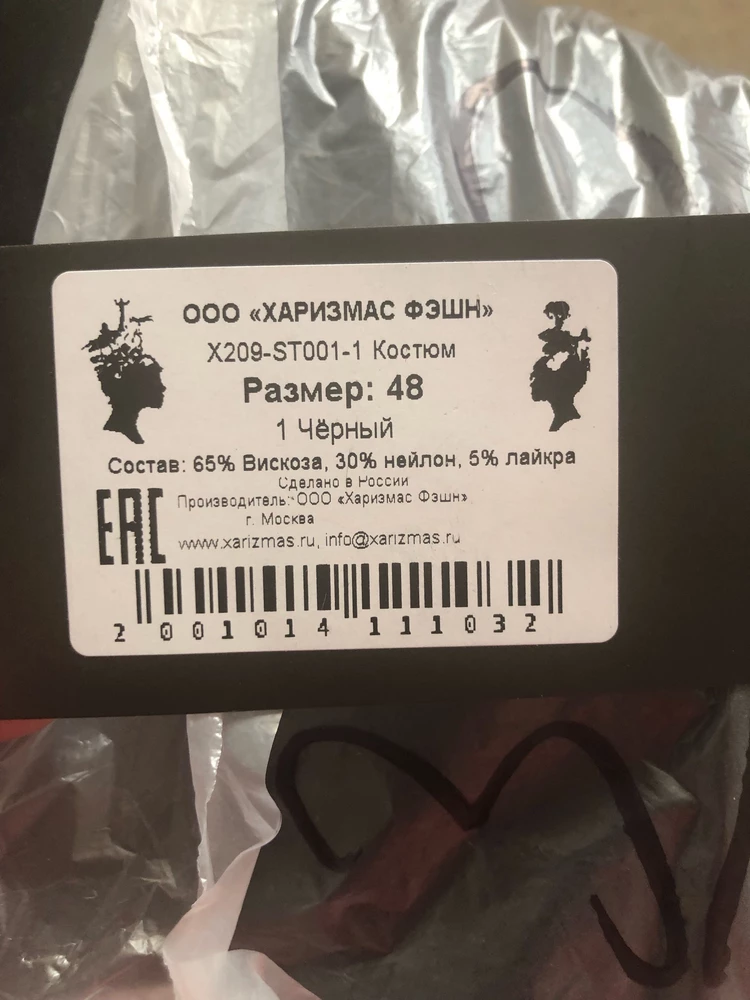 ООО «ХАРИЗМАС ФЭШН»
X209-ST001-1 Костюм
Размер: 48
1 Чёрный
Состав: 65% Вискоза, 30% нейлон, 5% лайкра
Сделано в России
Производитель: ООО «Харизмас Фэшн»
г. Москва
EAC
www.xarizmas.ru, info@xarizmas.ru
2 001014 111032